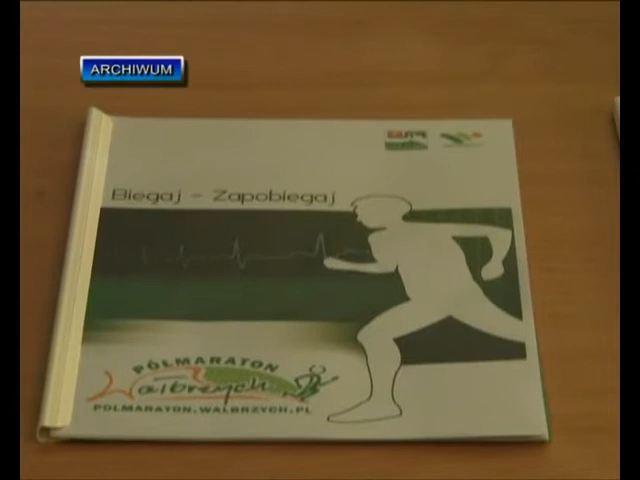 ARCHIWUM
Biegaj - Zapobiegaj
PÓŁMARATON
Wałbrzych
POLMARATON.WALBRZYCH.PL